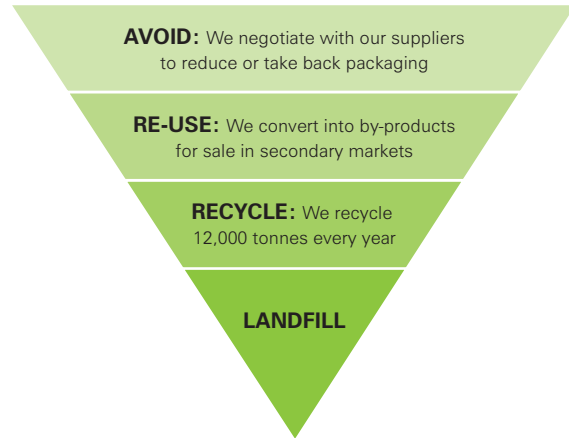 AVOID: We negotiate with our suppliers
to reduce or take back packaging
RE-USE: We convert into by-products
for sale in secondary markets
RECYCLE: We recycle
12,000 tonnes every year
LANDFILL